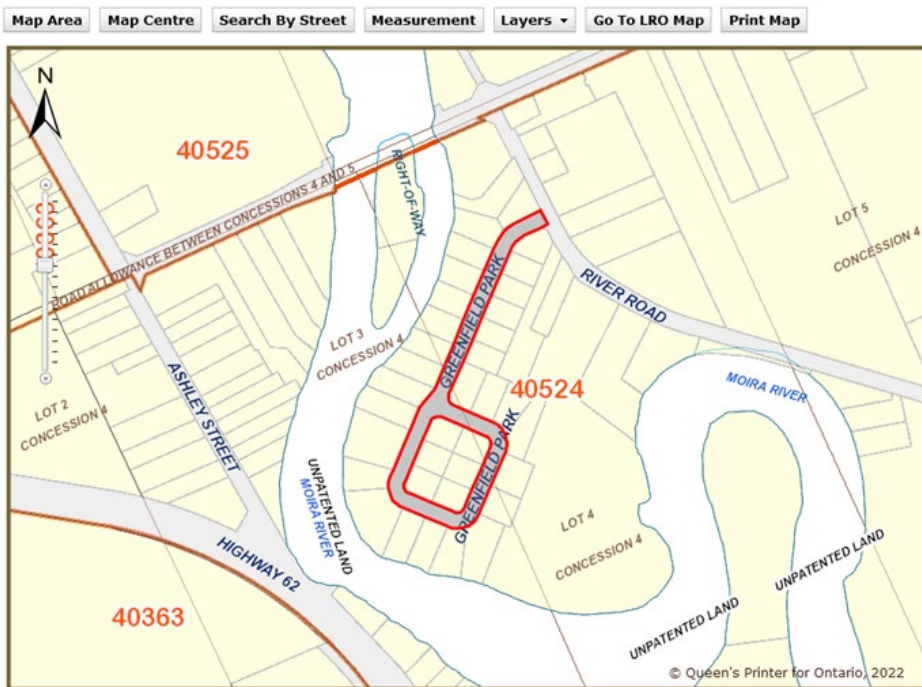 Map Area
Map Centre
Search By Street
Measurement
Layers
Go To LRO Map
Print Map
N
40525
ROAD ALLOWANCE BETWEEN CONCESSIONS 4 AND 5
RIGHT-OF-WAY
LOT 5
CONCESSION 4
GREENFIELD PARK
RIVER ROAD
LOT 3
CONCESSION 4
40524
MOIRA RIVER
ASHLEY STREET
LOT 2
CONCESSION 4
GREENFIELD PARK
UNPATENTED LAND
MOIRA RIVER
LOT 4
CONCESSION 4
HIGHWAY 62
UNPATENTED LAND
UNPATENTED LAND
40363
© Queen's Printer for Ontario, 2022